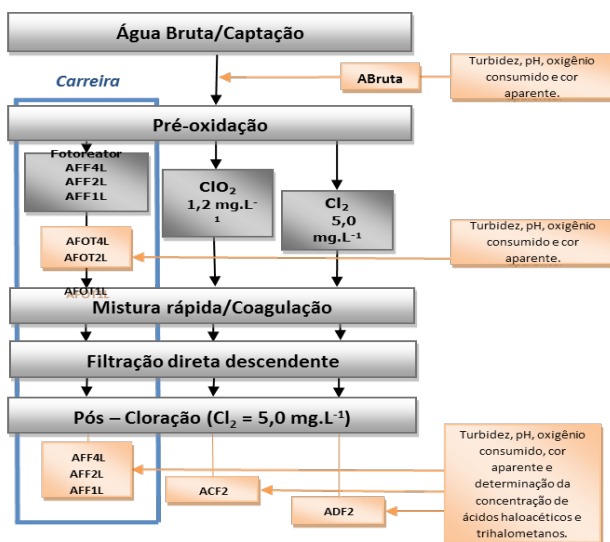 Água Bruta/Captação
Carreira
ABruta
Turbidez, pH, oxigênio
consumido e cor
aparente.
Pré-oxidação
Fotoreator
AFF4L
AFF2L
AFF1L
ClO₂
1,2 mg.L⁻
¹
Cl₂
5,0
mg.L⁻¹)
AFOT4L
AFOT2L
AFOT1L
Turbidez, pH, oxigênio
consumido e cor
aparente.
Mistura rápida/Coagulação
Filtração direta descendente
Pós – Cloração (Cl₂ = 5,0 mg.L⁻¹)
AFF4L
AFF2L
AFF1L
ACF2
ADF2
Turbidez, pH, oxigênio
consumido, cor
aparente e
determinação da
concentração de
ácidos haloacéticos e
trihalometanos.